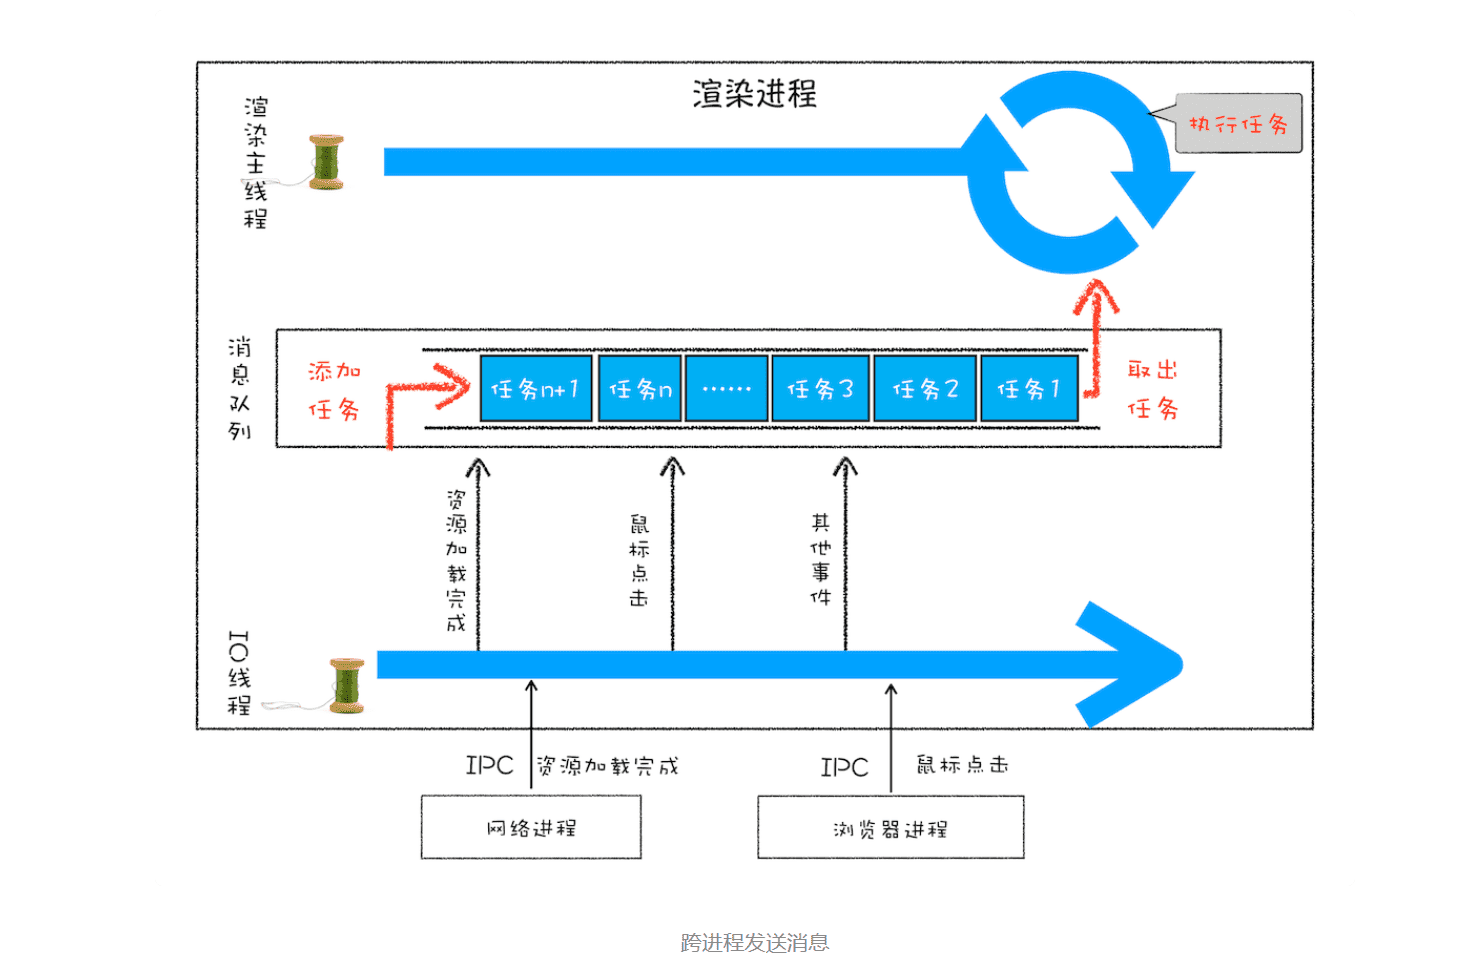 渲染进程
渲染主线程
执行任务
消息队列
添加
任务
任务n+1
任务n
……
任务3
任务2
任务1
取出
任务
资源加载完成
鼠标点击
其他事件
IO线程
IPC
资源加载完成
IPC
鼠标点击
网络进程
浏览器进程
跨进程发送消息